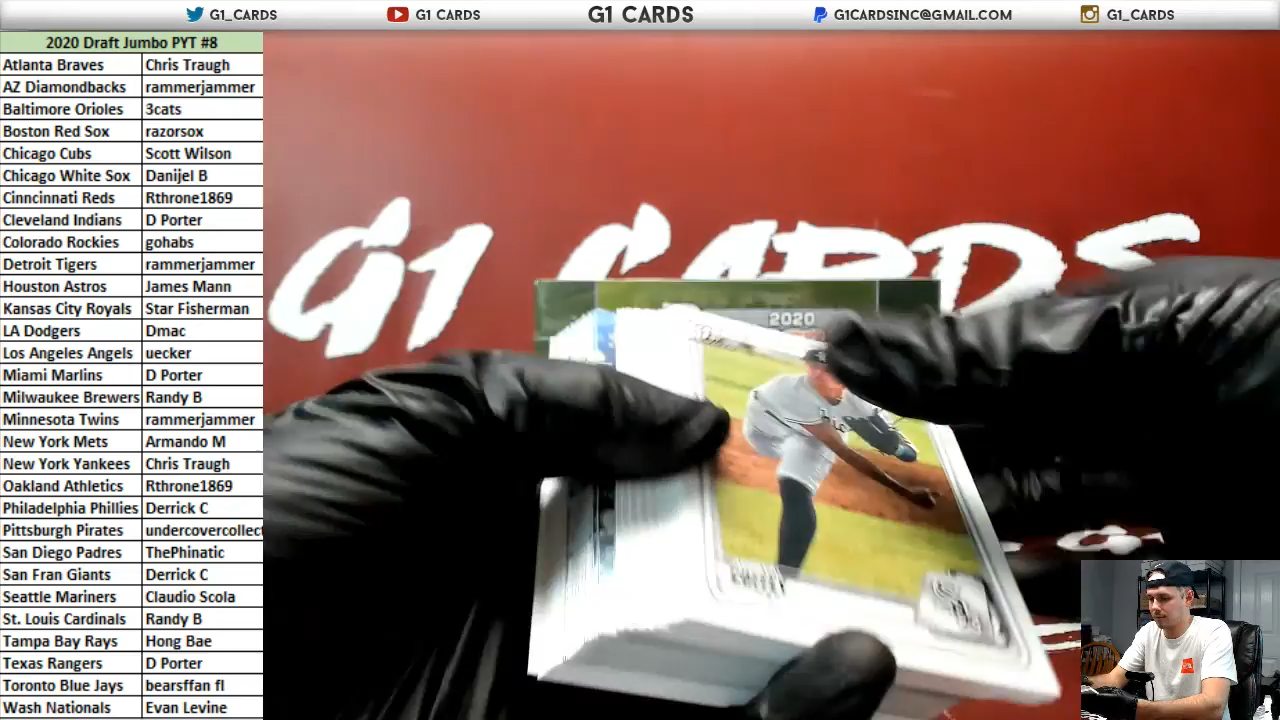 G1_CARDS
G1 CARDS
G1 CARDS
G1CARDSINC@GMAIL.COM
G1_CARDS
2020 Draft Jumbo PYT #8
Atlanta Braves Chris Traugh
AZ Diamondbacks rammerjammer
Baltimore Orioles 3cats
Boston Red Sox razorsox
Chicago Cubs Scott Wilson
Chicago White Sox Danijel B
Cinncinnati Reds Rthrone1869
Cleveland Indians D Porter
Colorado Rockies gohabs
Detroit Tigers rammerjammer
Houston Astros James Mann
Kansas City Royals Star Fisherman
LA Dodgers Dmac
Los Angeles Angels uecker
Miami Marlins D Porter
Milwaukee Brewers Randy B
Minnesota Twins rammerjammer
New York Mets Armando M
New York Yankees Chris Traugh
Oakland Athletics Rthrone1869
Philadelphia Phillies Derrick C
Pittsburgh Pirates undercovercollect
San Diego Padres ThePhinatic
San Fran Giants Derrick C
Seattle Mariners Claudio Scola
St. Louis Cardinals Randy B
Tampa Bay Rays Hong Bae
Texas Rangers D Porter
Toronto Blue Jays bearsffan fl
Wash Nationals Evan Levine
G1 CARDS
2020